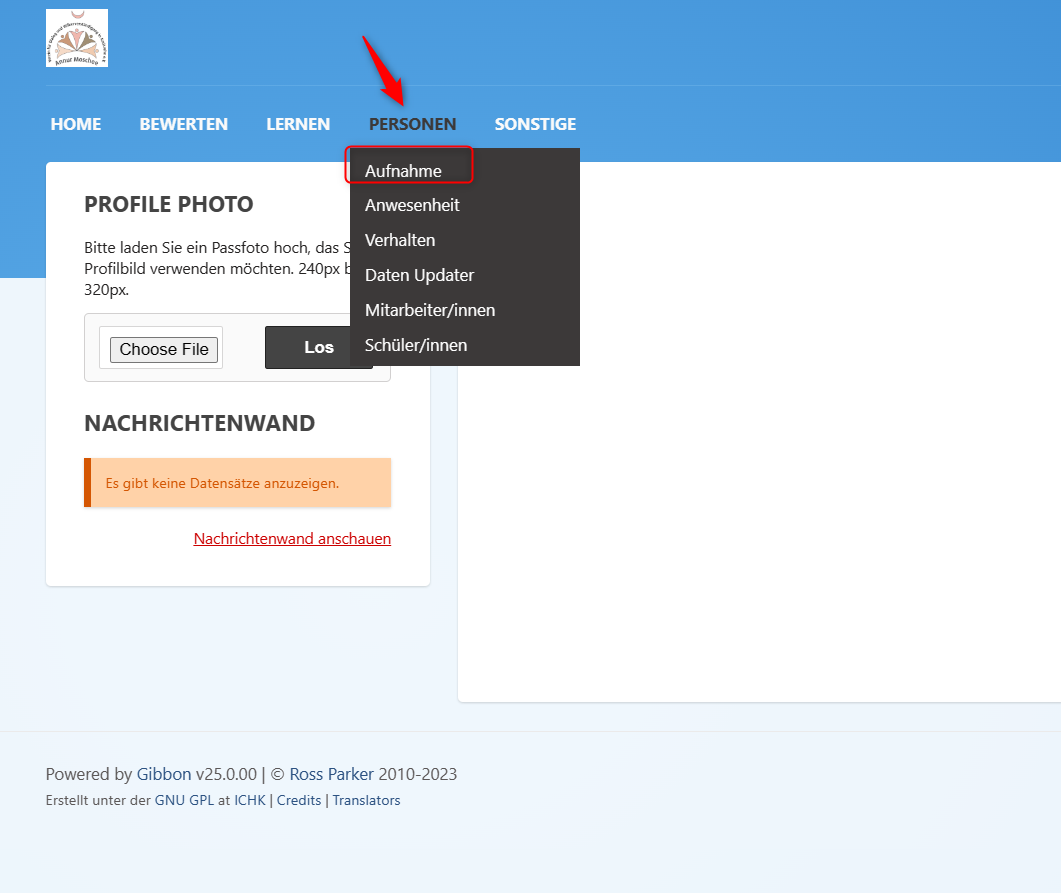 Annur Moschee
HOME BEWERTEN LERNEN PERSONEN SONSTIGE
Aufnahme
Anwesenheit
Verhalten
Daten Updater
Mitarbeiter/innen
Schüler/innen
PROFILE PHOTO
Bitte laden Sie ein Passfoto hoch, das
Profilbild verwenden möchten. 240px
320px.
Choose File Los
NACHRICHTENWAND
Es gibt keine Datensätze anzuzeigen.
Nachrichtenwand anschauen
Powered by Gibbon v25.0.00 | © Ross Parker 2010-2023
Erstellt unter der GNU GPL at ICHK | Credits | Translators